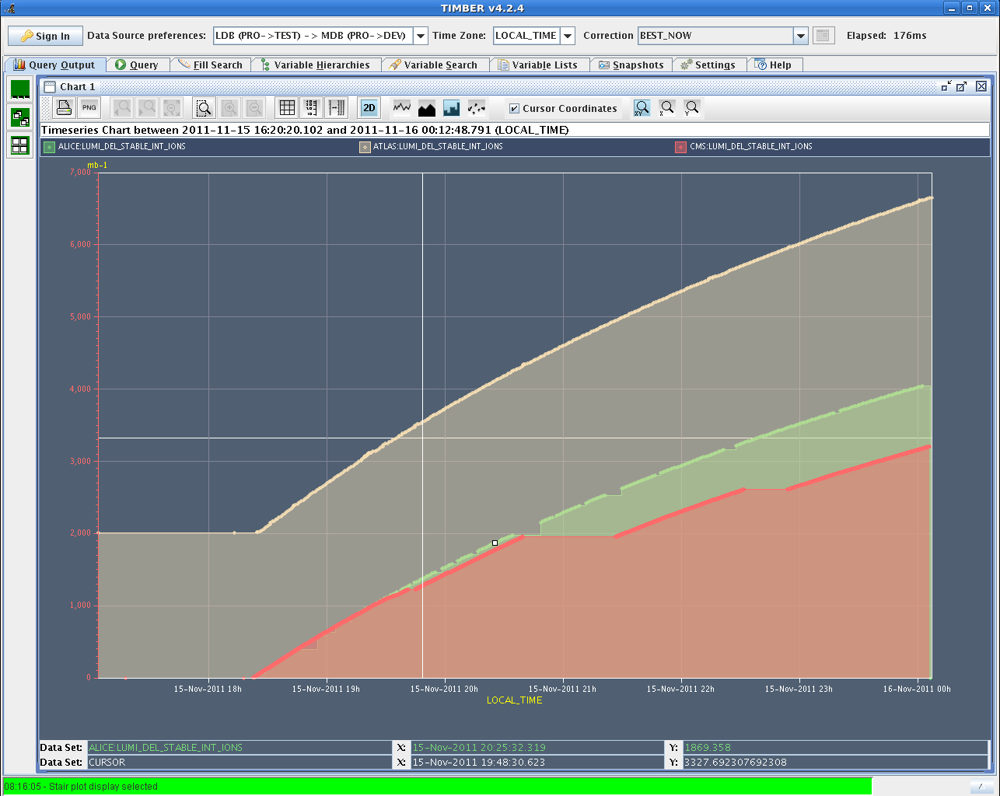 TIMBER v4.2.4
Sign In Data Source preferences: LDB (PRO->TEST) -> MDB (PRO->DEV) Time Zone: LOCAL_TIME Correction BEST_NOW Elapsed: 176ms
Query Output Query Fill Search Variable Hierarchies Variable Search Variable Lists Snapshots Settings Help
Chart 1
PNG 2D Cursor Coordinates XY X Y
Timeseries Chart between 2011-11-15 16:20:20.102 and 2011-11-16 00:12:48.791 (LOCAL_TIME)
ALICE:LUMI_DEL_STABLE_INT_IONS ATLAS:LUMI_DEL_STABLE_INT_IONS CMS:LUMI_DEL_STABLE_INT_IONS
mb-1
7,000
6,000
5,000
4,000
3,000
2,000
1,000
0
15-Nov-2011 18h 15-Nov-2011 19h 15-Nov-2011 20h 15-Nov-2011 21h 15-Nov-2011 22h 15-Nov-2011 23h 16-Nov-2011 00h
LOCAL_TIME
Data Set: ALICE:LUMI_DEL_STABLE_INT_IONS X: 15-Nov-2011 20:25:32.319 Y: 1869.358
Data Set: CURSOR X: 15-Nov-2011 19:48:30.623 Y: 3327.692307692308
08:16:05 - Stair plot display selected